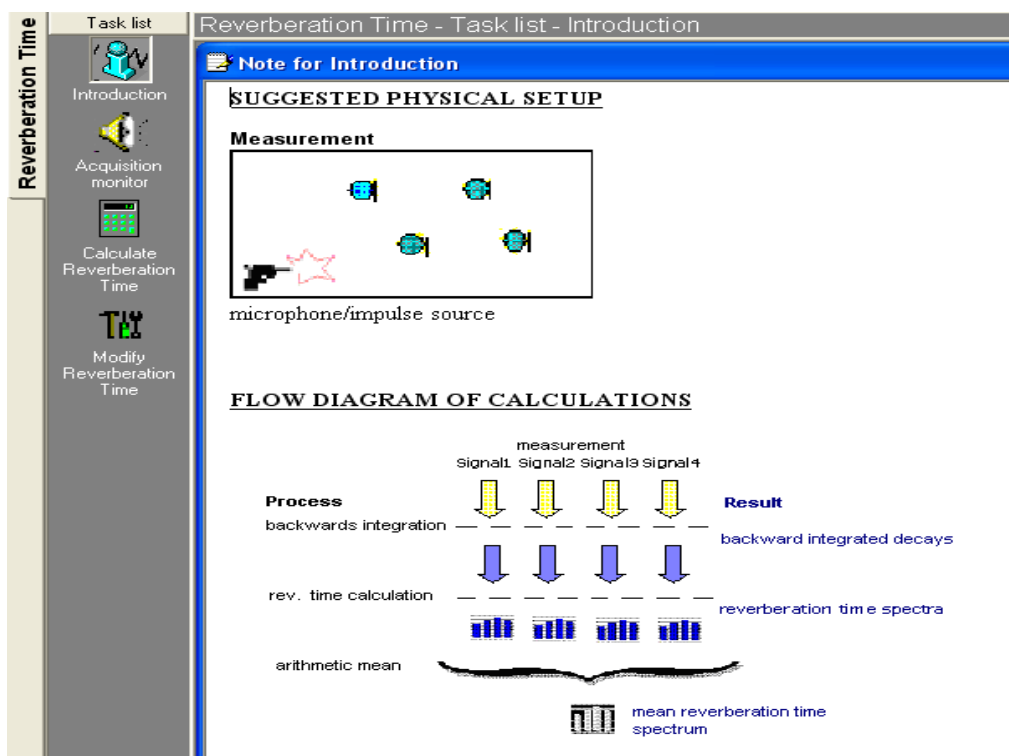 Reverberation Time
Task list
Introduction
Acquisition
monitor
Calculate
Reverberation
Time
Modify
Reverberation
Time
Reverberation Time - Task list - Introduction
Note for Introduction
SUGGESTED PHYSICAL SETUP
Measurement
microphone/impulse source
FLOW DIAGRAM OF CALCULATIONS
measurement
Signal1 Signal2 Signal3 Signal4
Process
Result
backwards integration
backward integrated decays
rev. time calculation
reverberation time spectra
arithmetic mean
mean reverberation time
spectrum